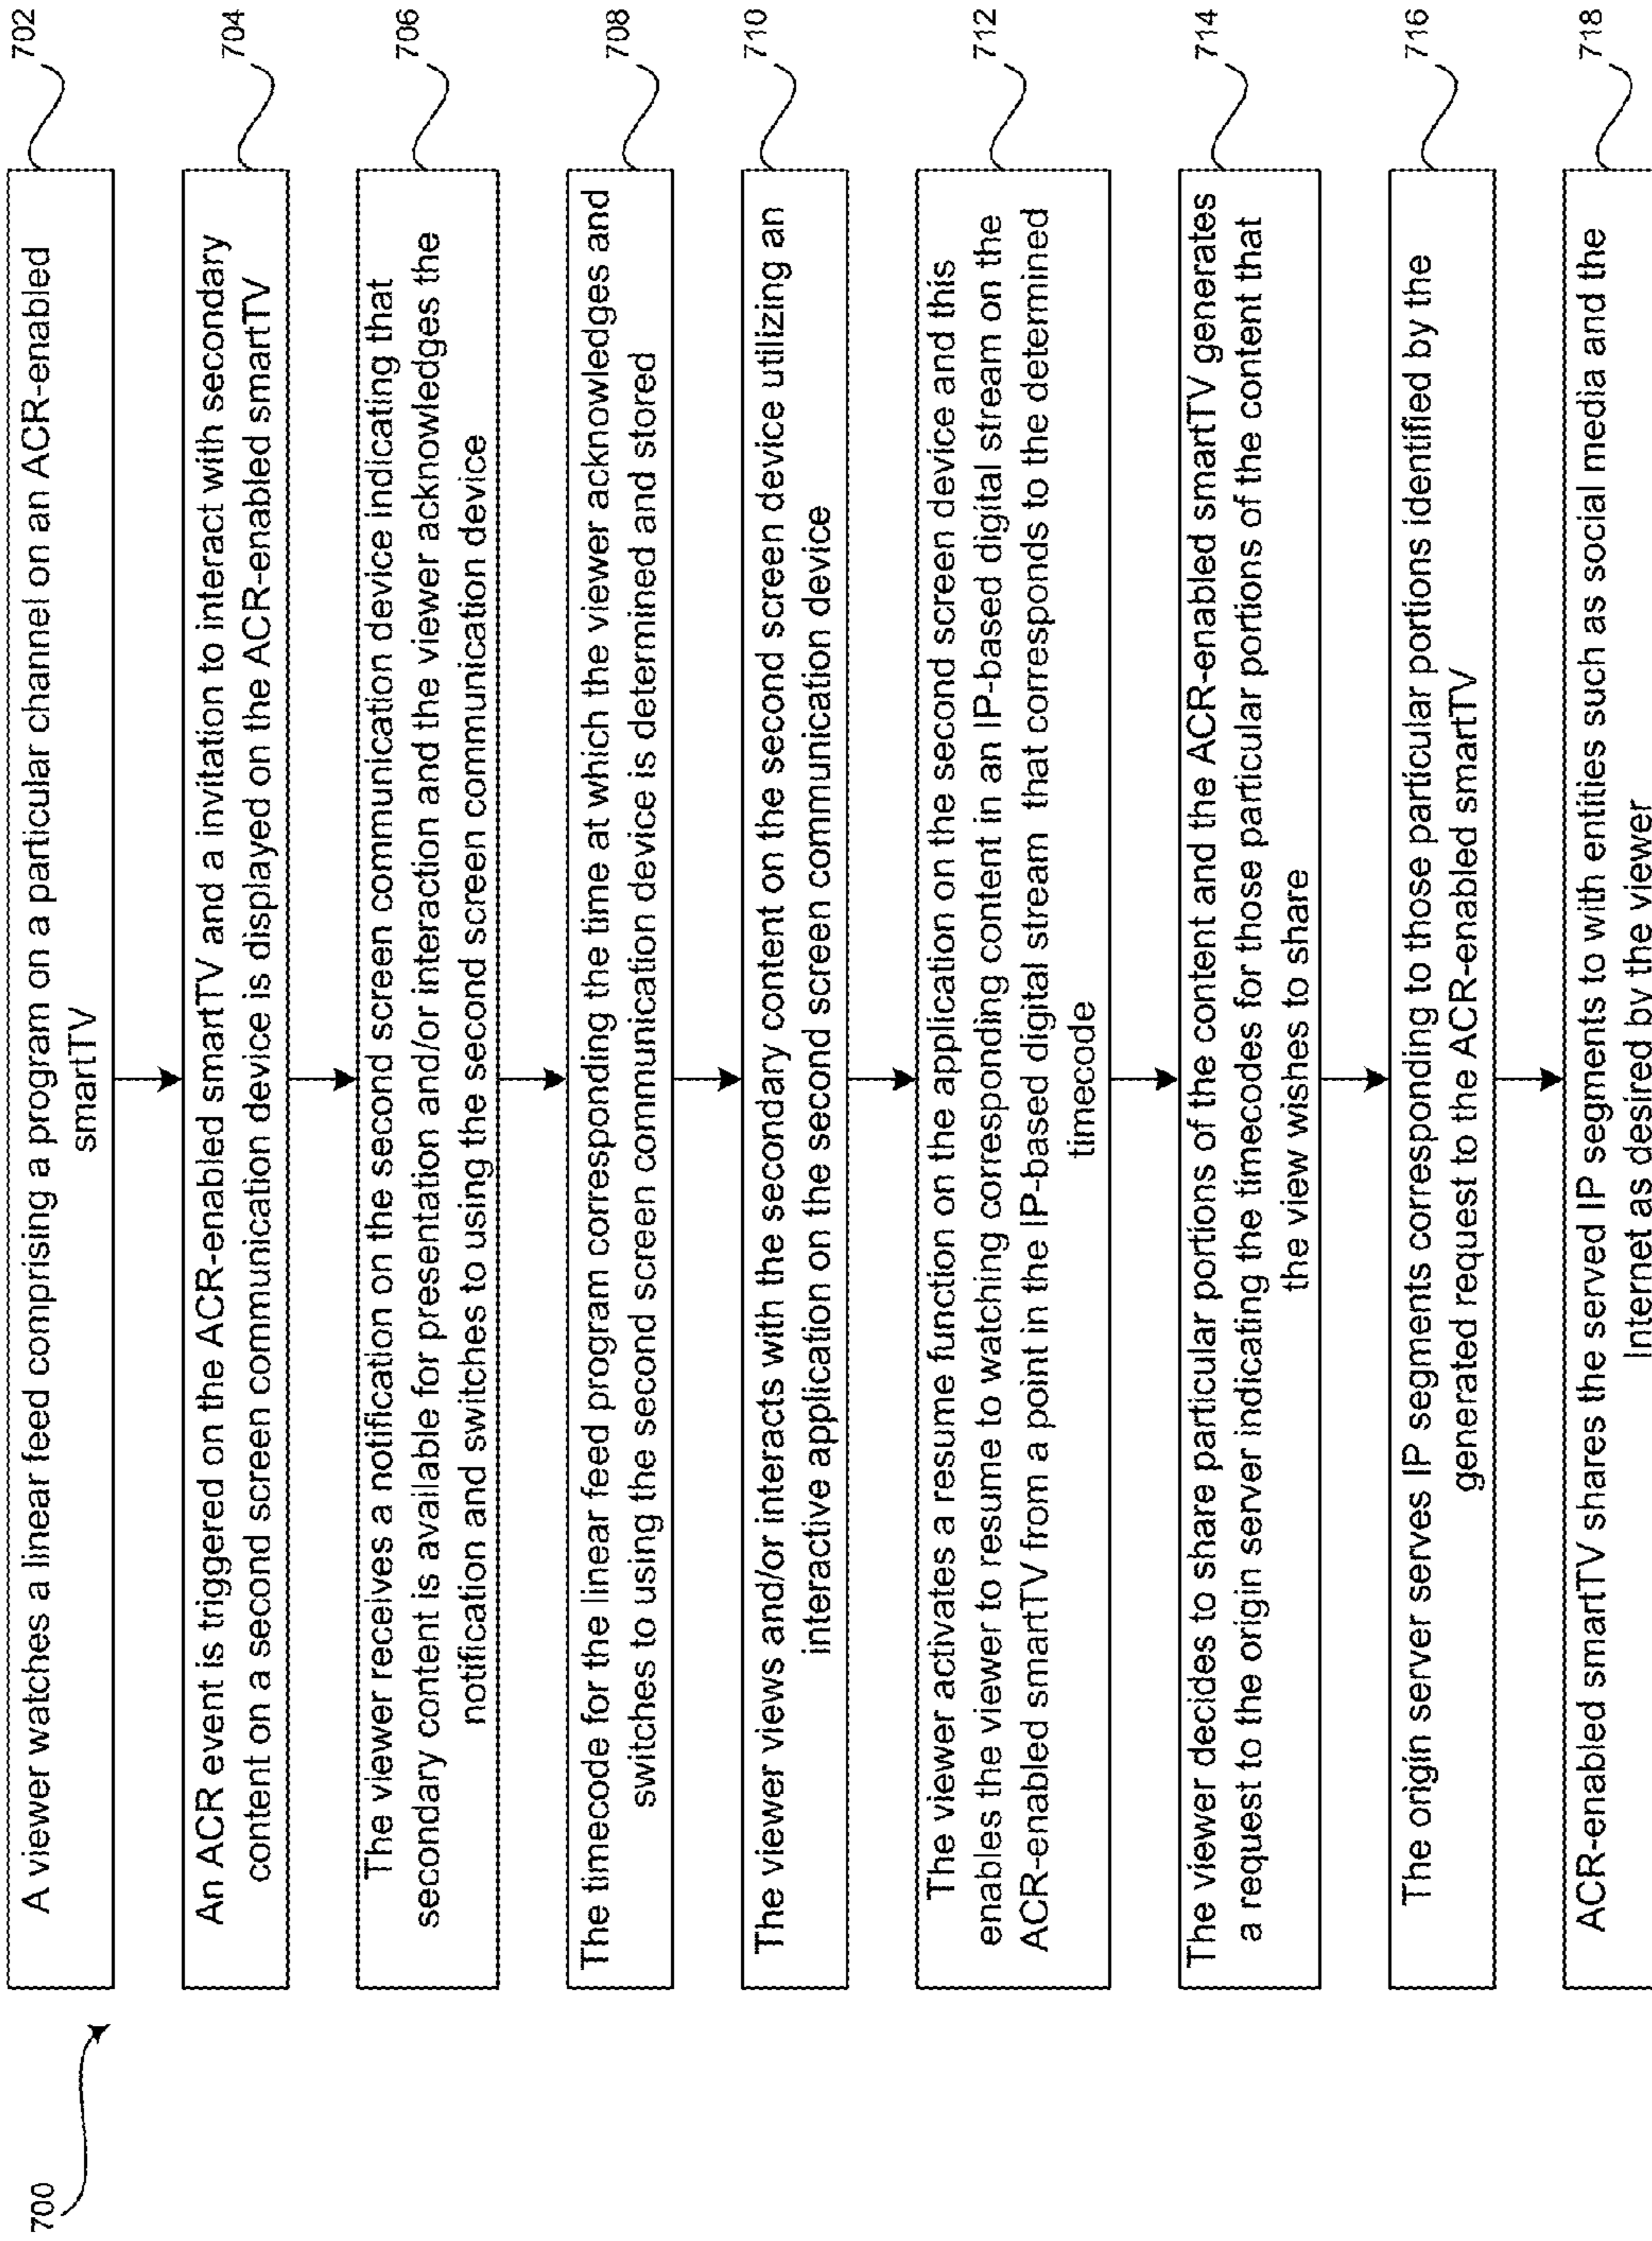 700
A viewer watches a linear feed comprising a program on a particular channel on an ACR-enabled
smartTV
702
An ACR event is triggered on the ACR-enabled smartTV and a invitation to interact with secondary
content on a second screen communication device is displayed on the ACR-enabled smartTV
704
The viewer receives a notification on the second screen communication device indicating that
secondary content is available for presentation and/or interaction and the viewer acknowledges the
notification and switches to using the second screen communication device
706
The timecode for the linear feed program corresponding the time at which the viewer acknowledges and
switches to using the second screen communication device is determined and stored
708
The viewer views and/or interacts with the secondary content on the second screen device utilizing an
interactive application on the second screen communication device
710
The viewer activates a resume function on the application on the second screen device and this
enables the viewer to resume to watching corresponding content in an IP-based digital stream on the
ACR-enabled smartTV from a point in the IP-based digital stream that corresponds to the determined
timecode
712
The viewer decides to share particular portions of the content and the ACR-enabled smartTV generates
a request to the origin server indicating the timecodes for those particular portions of the content that
the view wishes to share
714
The origin server serves IP segments corresponding to those particular portions identified by the
generated request to the ACR-enabled smartTV
716
ACR-enabled smartTV shares the served IP segments to with entities such as social media and the
Internet as desired by the viewer
718